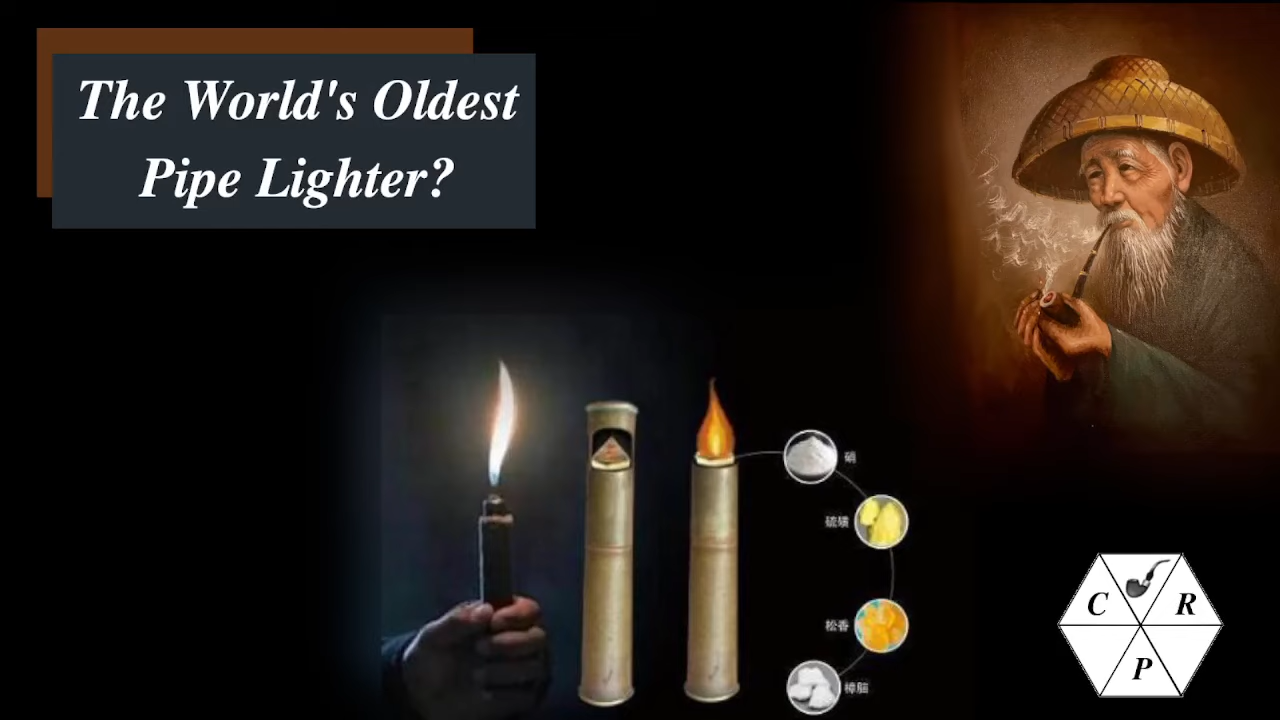 The World's Oldest
Pipe Lighter?
硝
硫磺
松香
樟脑
C R
P